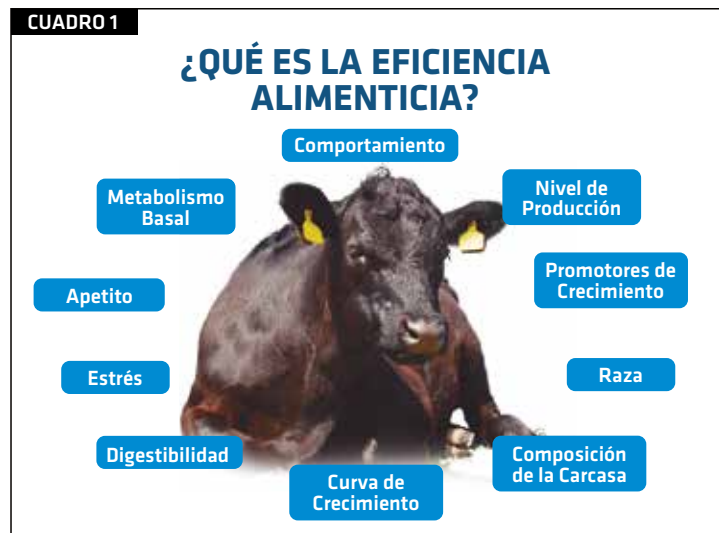 CUADRO 1
¿QUÉ ES LA EFICIENCIA
ALIMENTICIA?
Comportamiento
Metabolismo
Basal
Nivel de
Producción
Apetito
Promotores de
Crecimiento
Estrés
Raza
Digestibilidad
Curva de
Crecimiento
Composición
de la Carcasa